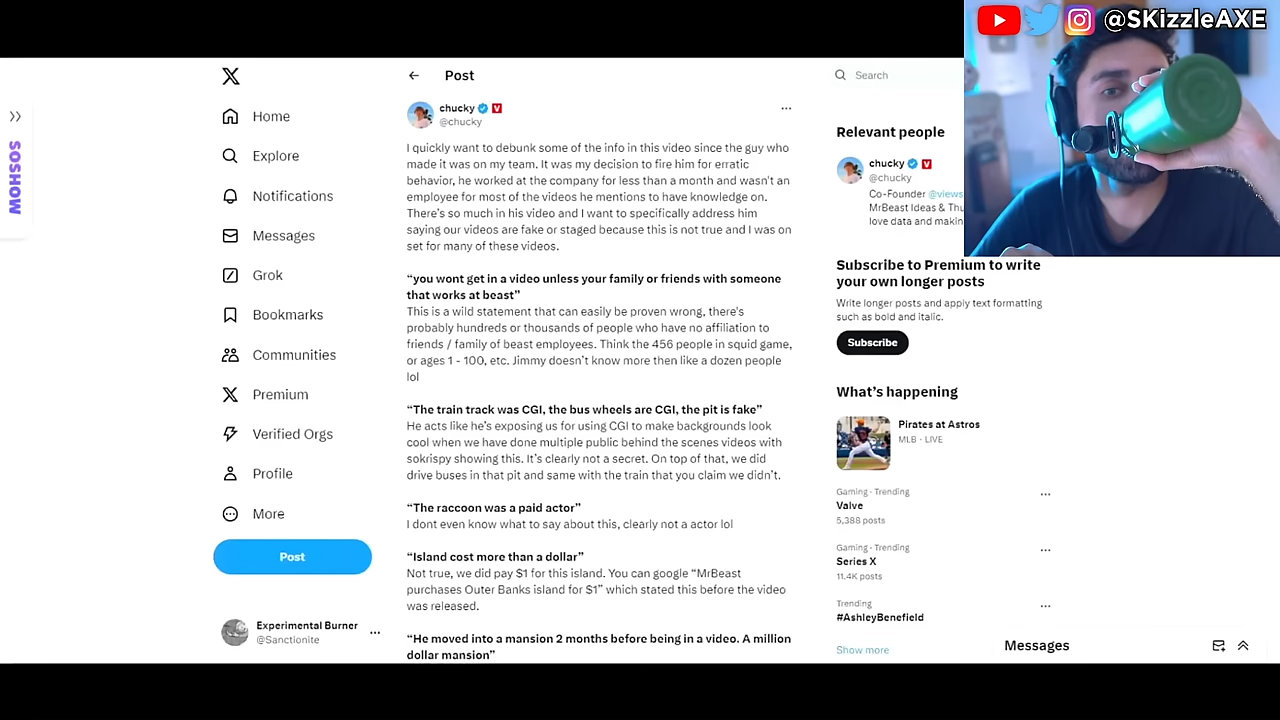 @SKizzleAXE
SOSHOW
Home
Explore
Notifications
Messages
Grok
Bookmarks
Communities
Premium
Verified Orgs
Profile
More
Post
Experimental Burner
@Sanctionite
Post
chucky
@chucky
I quickly want to debunk some of the info in this video since the guy who
made it was on my team. It was my decision to fire him for erratic
behavior, he worked at the company for less than a month and wasn't an
employee for most of the videos he mentions to have knowledge on.
There's so much in his video and I want to specifically address him
saying our videos are fake or staged because this is not true and I was on
set for many of these videos.
“you wont get in a video unless your family or friends with someone
that works at beast”
This is a wild statement that can easily be proven wrong, there's
probably hundreds or thousands of people who have no affiliation to
friends / family of beast employees. Think the 456 people in squid game,
or ages 1 - 100, etc. Jimmy doesn’t know more then like a dozen people
lol
“The train track was CGI, the bus wheels are CGI, the pit is fake”
He acts like he’s exposing us for using CGI to make backgrounds look
cool when we have done multiple public behind the scenes videos with
sokrispy showing this. It’s clearly not a secret. On top of that, we did
drive buses in that pit and same with the train that you claim we didn’t.
“The raccoon was a paid actor”
I dont even know what to say about this, clearly not a actor lol
“Island cost more than a dollar”
Not true, we did pay $1 for this island. You can google “MrBeast
purchases Outer Banks island for $1” which stated this before the video
was released.
“He moved into a mansion 2 months before being in a video. A million
dollar mansion”
Search
Relevant people
chucky
@chucky
Co-Founder @views
MrBeast Ideas & Thu
love data and makin
Subscribe to Premium to write
your own longer posts
Write longer posts and apply text formatting
such as bold and italic.
Subscribe
What’s happening
Pirates at Astros
MLB · LIVE
Gaming · Trending
Valve
5,388 posts
Gaming · Trending
Series X
11.4K posts
Trending
#AshleyBenefield
Show more
Messages